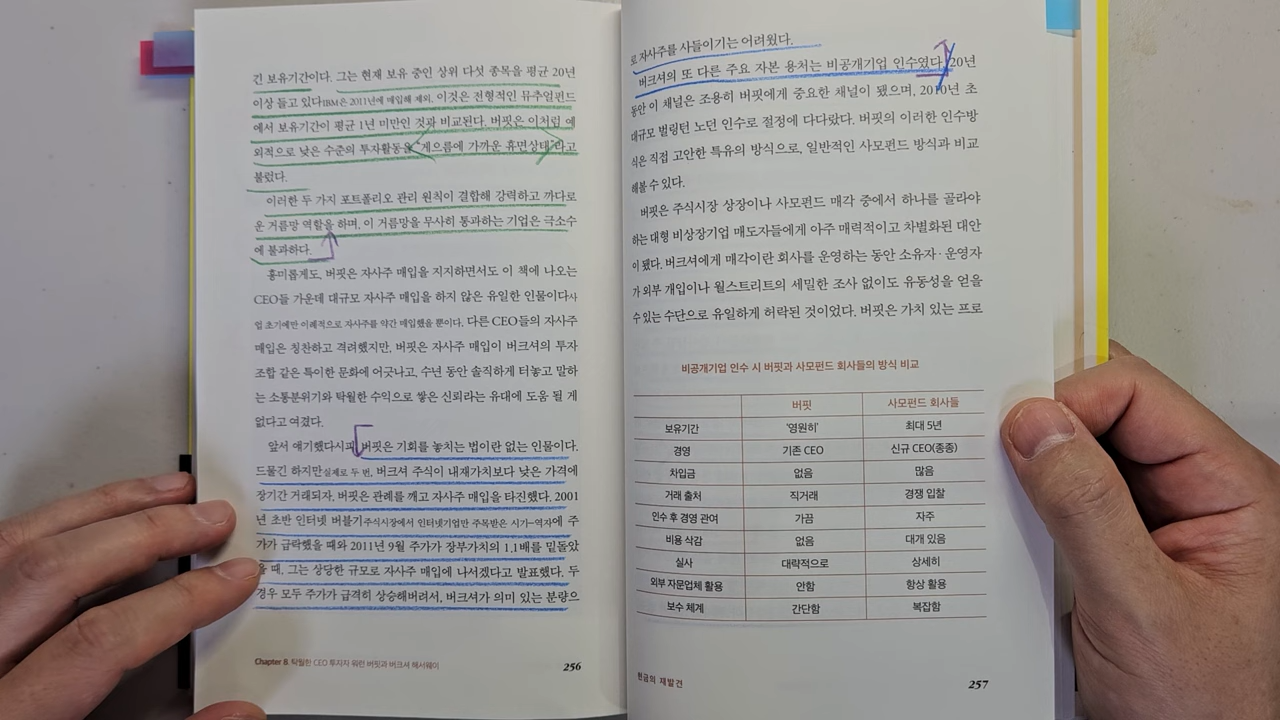 긴 보유기간이다. 그는 현재 보유 중인 상위 다섯 종목을 평균 20년
이상 들고 있다IBM은 2011년에 매입해 제외. 이것은 전형적인 뮤추얼펀드
에서 보유기간이 평균 1년 미만인 것과 비교된다. 버핏은 이처럼 예
외적으로 낮은 수준의 투자활동을 "게으름에 가까운 휴면상태"라고
불렀다.
이러한 두 가지 포트폴리오 관리 원칙이 결합해 강력하고 까다로
운 거름망 역할을 하며, 이 거름망을 무사히 통과하는 기업은 극소수
에 불과하다.
흥미롭게도, 버핏은 자사주 매입을 지지하면서도 이 책에 나오는
CEO들 가운데 대규모 자사주 매입을 하지 않은 유일한 인물이다사
업 초기에만 이례적으로 자사주를 약간 매입했을 뿐이다. 다른 CEO들의 자사주
매입은 칭찬하고 격려했지만, 버핏은 자사주 매입이 버크셔의 투자
조합 같은 특이한 문화에 어긋나고, 수년 동안 솔직하게 터놓고 말하
는 소통분위기와 탁월한 수익으로 쌓은 신뢰라는 유대에 도움 될 게
없다고 여겼다.
앞서 얘기했다시피 버핏은 기회를 놓치는 법이란 없는 인물이다.
드물긴 하지만실제로 두 번, 버크셔 주식이 내재가치보다 낮은 가격에
장기간 거래되자, 버핏은 관례를 깨고 자사주 매입을 타진했다. 2001
년 초반 인터넷 버블기주식시장에서 인터넷기업만 주목받은 시기-역자에 주
가가 급락했을 때와 2011년 9월 주가가 장부가치의 1.1배를 밑돌았
을 때, 그는 상당한 규모로 자사주 매입에 나서겠다고 발표했다. 두
경우 모두 주가가 급격히 상승해버려서, 버크셔가 의미 있는 분량으
Chapter 8. 탁월한 CEO 투자자 워런 버핏과 버크셔 해서웨이
256
로 자사주를 사들이기는 어려웠다.
버크셔의 또 다른 주요 자본 용처는 비공개기업 인수였다. 20년
동안 이 채널은 조용히 버핏에게 중요한 채널이 됐으며, 2010년 초
대규모 벌링턴 노던 인수로 절정에 다다랐다. 버핏의 이러한 인수방
식은 직접 고안한 특유의 방식으로, 일반적인 사모펀드 방식과 비교
해볼 수 있다.
버핏은 주식시장 상장이나 사모펀드 매각 중에서 하나를 골라야
하는 대형 비상장기업 매도자들에게 아주 매력적이고 차별화된 대안
이 됐다. 버크셔에게 매각이란 회사를 운영하는 동안 소유자·운영자
가 외부 개입이나 월스트리트의 세밀한 조사 없이도 유동성을 얻을
수 있는 수단으로 유일하게 허락된 것이었다. 버핏은 가치 있는 프로
비공개기업 인수 시 버핏과 사모펀드 회사들의 방식 비교
버핏 사모펀드 회사들
보유기간 '영원히' 최대 5년
경영 기존 CEO 신규 CEO(종종)
차입금 없음 많음
거래 출처 직거래 경쟁 입찰
인수 후 경영 관여 가끔 자주
비용 삭감 없음 대개 있음
실사 대략적으로 상세히
외부 자문업체 활용 안함 항상 활용
보수 체계 간단함 복잡함
현금의 재발견
257